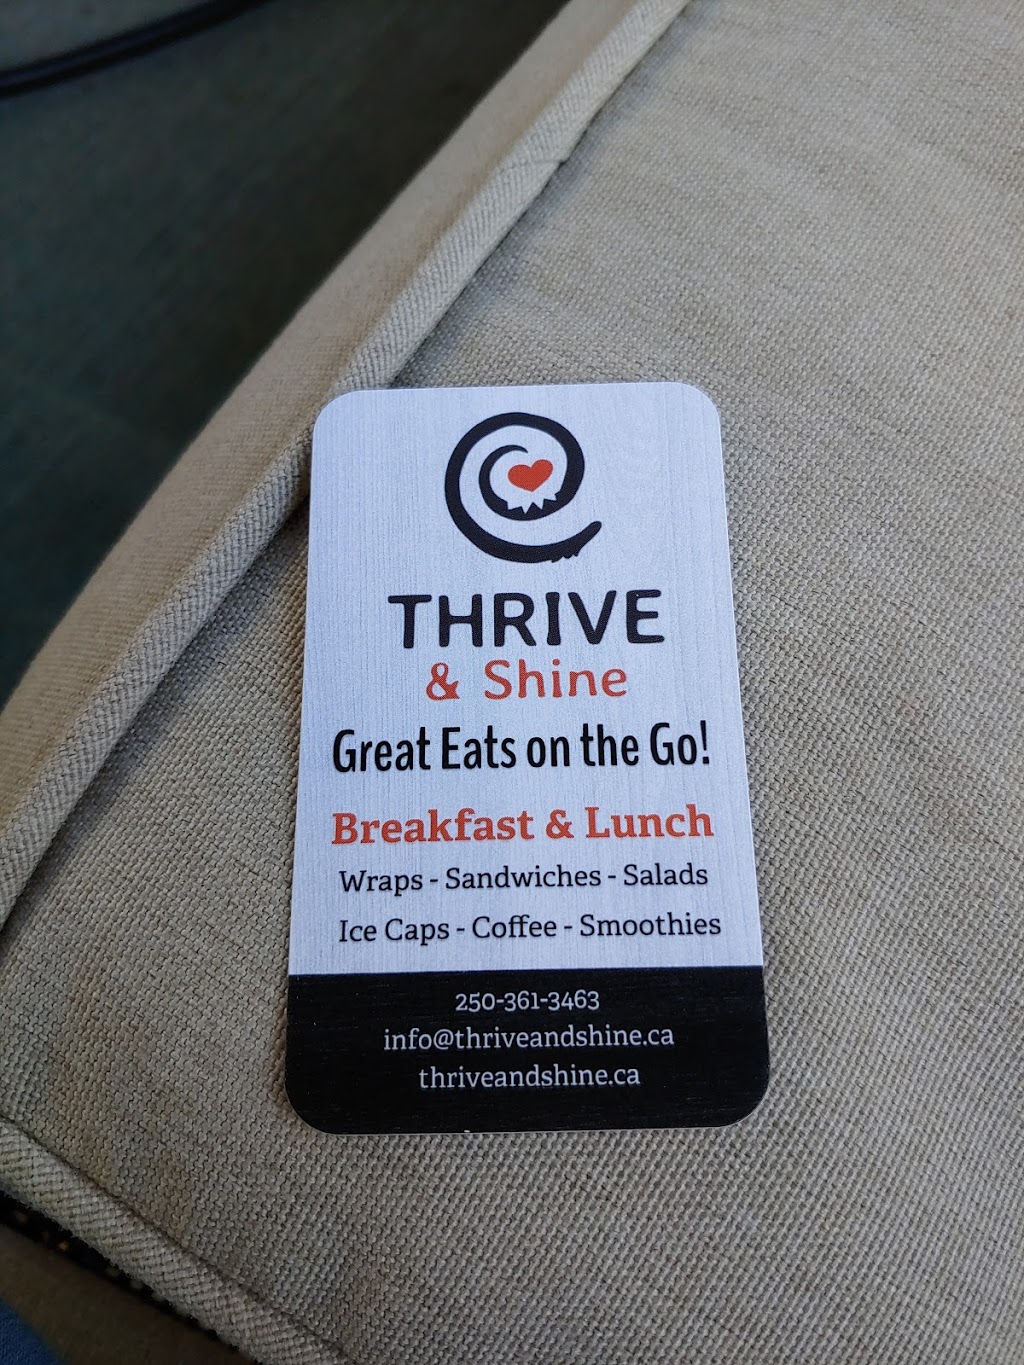 THRIVE
& Shine
Great Eats on the Go!
Breakfast & Lunch
Wraps - Sandwiches - Salads
Ice Caps - Coffee - Smoothies
250-361-3463
info@thriveandshine.ca
thriveandshine.ca